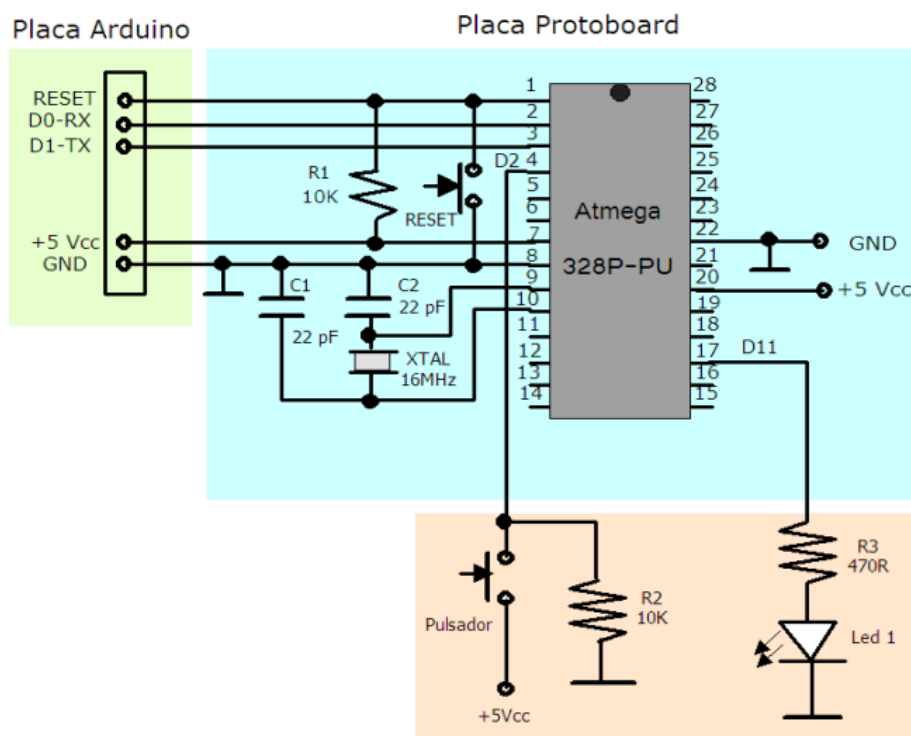 Placa Arduino
Placa Protoboard
RESET
D0-RX
D1-TX
+5 Vcc
GND
R1
10K
RESET
D2
C1
22 pF
C2
22 pF
XTAL
16MHz
1
2
3
4
5
6
7
8
9
10
11
12
13
14
Atmega
328P-PU
28
27
26
25
24
23
22
21
20
19
18
17
16
15
GND
+5 Vcc
D11
Pulsador
+5Vcc
R2
10K
R3
470R
Led 1